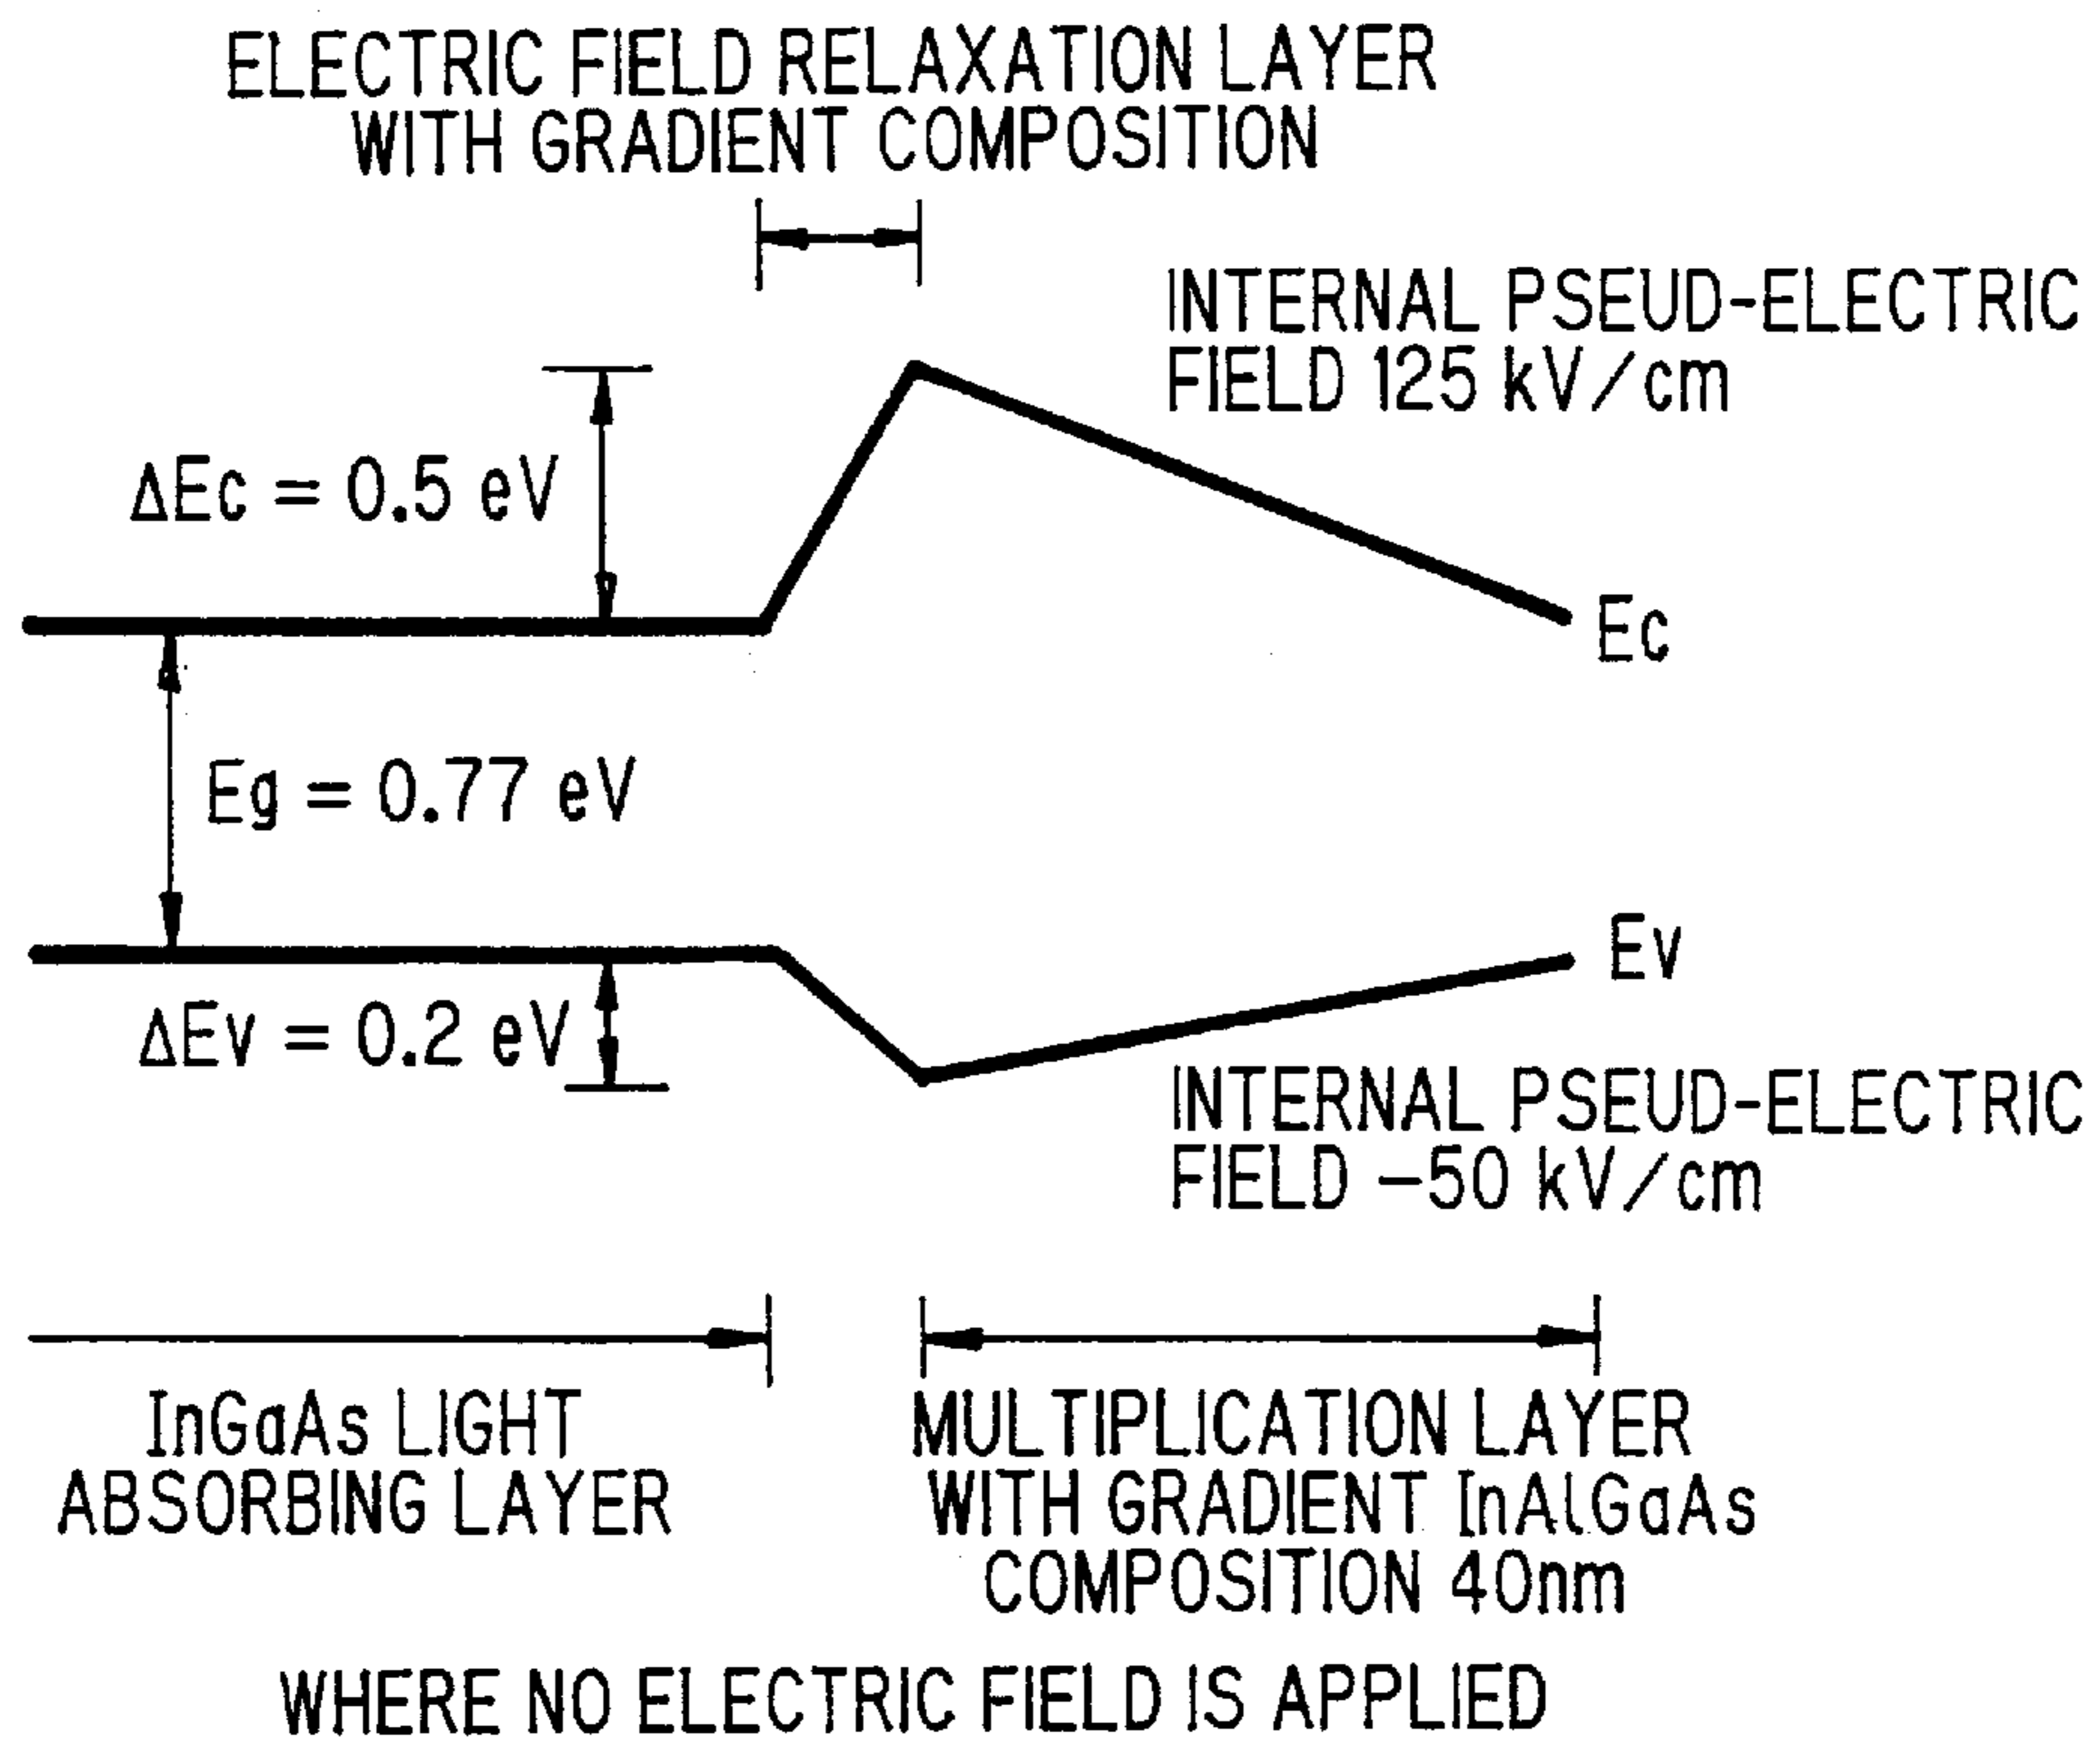 ELECTRIC FIELD RELAXATION LAYER
WITH GRADIENT COMPOSITION
INTERNAL PSEUD-ELECTRIC
FIELD 125 kV/cm
ΔEc = 0.5 eV
Ec
Eg = 0.77 eV
Ev
ΔEv = 0.2 eV
INTERNAL PSEUD-ELECTRIC
FIELD -50 kV/cm
InGaAs LIGHT
ABSORBING LAYER
MULTIPLICATION LAYER
WITH GRADIENT InAlGaAs
COMPOSITION 40nm
WHERE NO ELECTRIC FIELD IS APPLIED